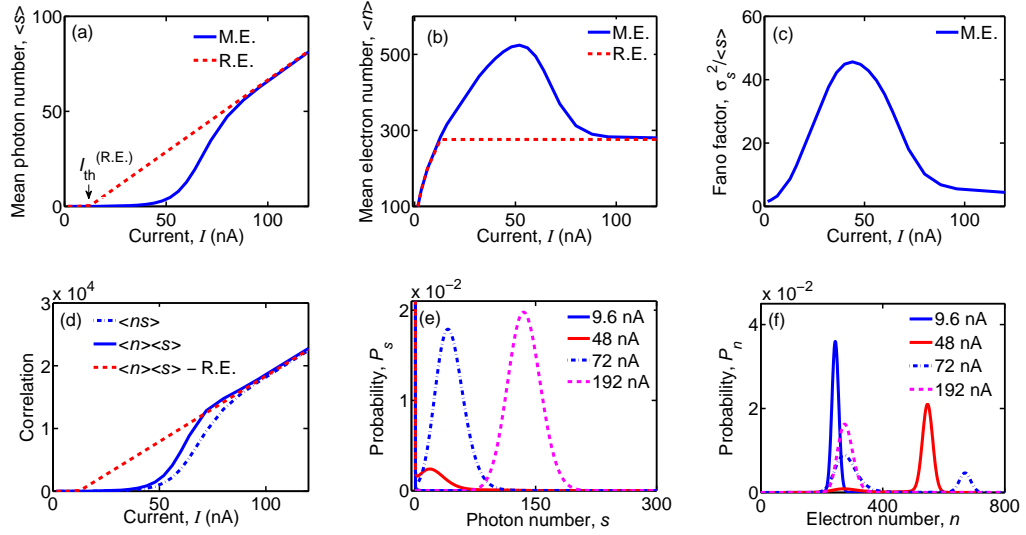 (a)
M.E.
R.E.
I_th^(R.E.)
Mean photon number, <s>
100
50
0
0 50 100
Current, I (nA)
(b)
M.E.
R.E.
Mean electron number, <n>
500
300
100
0 50 100
Current, I (nA)
(c)
M.E.
Fano factor, σ_s^2/<s>
60
40
20
0
0 50 100
Current, I (nA)
x 10^4
(d)
<ns>
<n><s>
<n><s> – R.E.
Correlation
3
2
1
0
0 50 100
Current, I (nA)
x 10^-2
(e)
9.6 nA
48 nA
72 nA
192 nA
Probability, P_s
2
1
0
0 150 300
Photon number, s
x 10^-2
(f)
9.6 nA
48 nA
72 nA
192 nA
Probability, P_n
4
2
0
0 400 800
Electron number, n